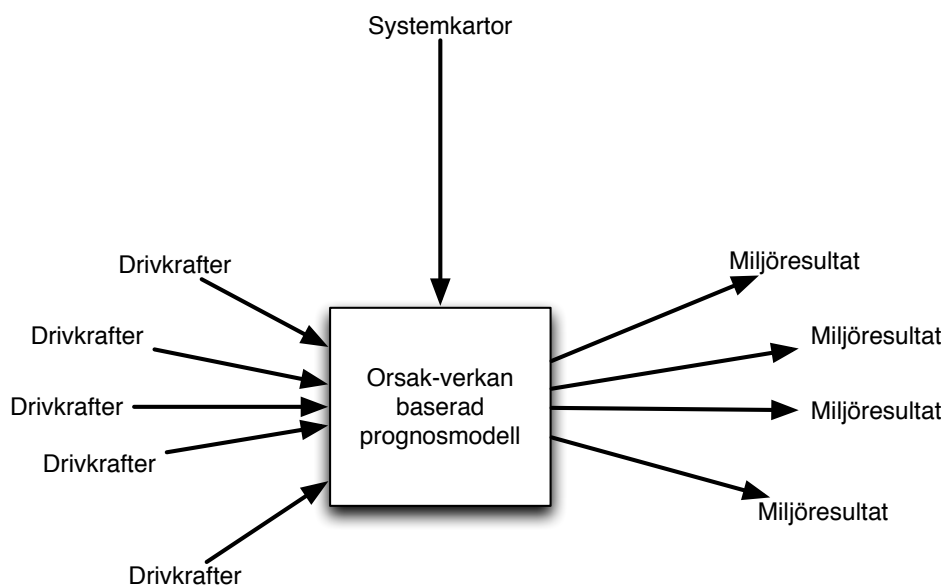 Systemkartor
Drivkrafter
Drivkrafter
Drivkrafter
Drivkrafter
Drivkrafter
Orsak-verkan
baserad
prognosmodell
Miljöresultat
Miljöresultat
Miljöresultat
Miljöresultat